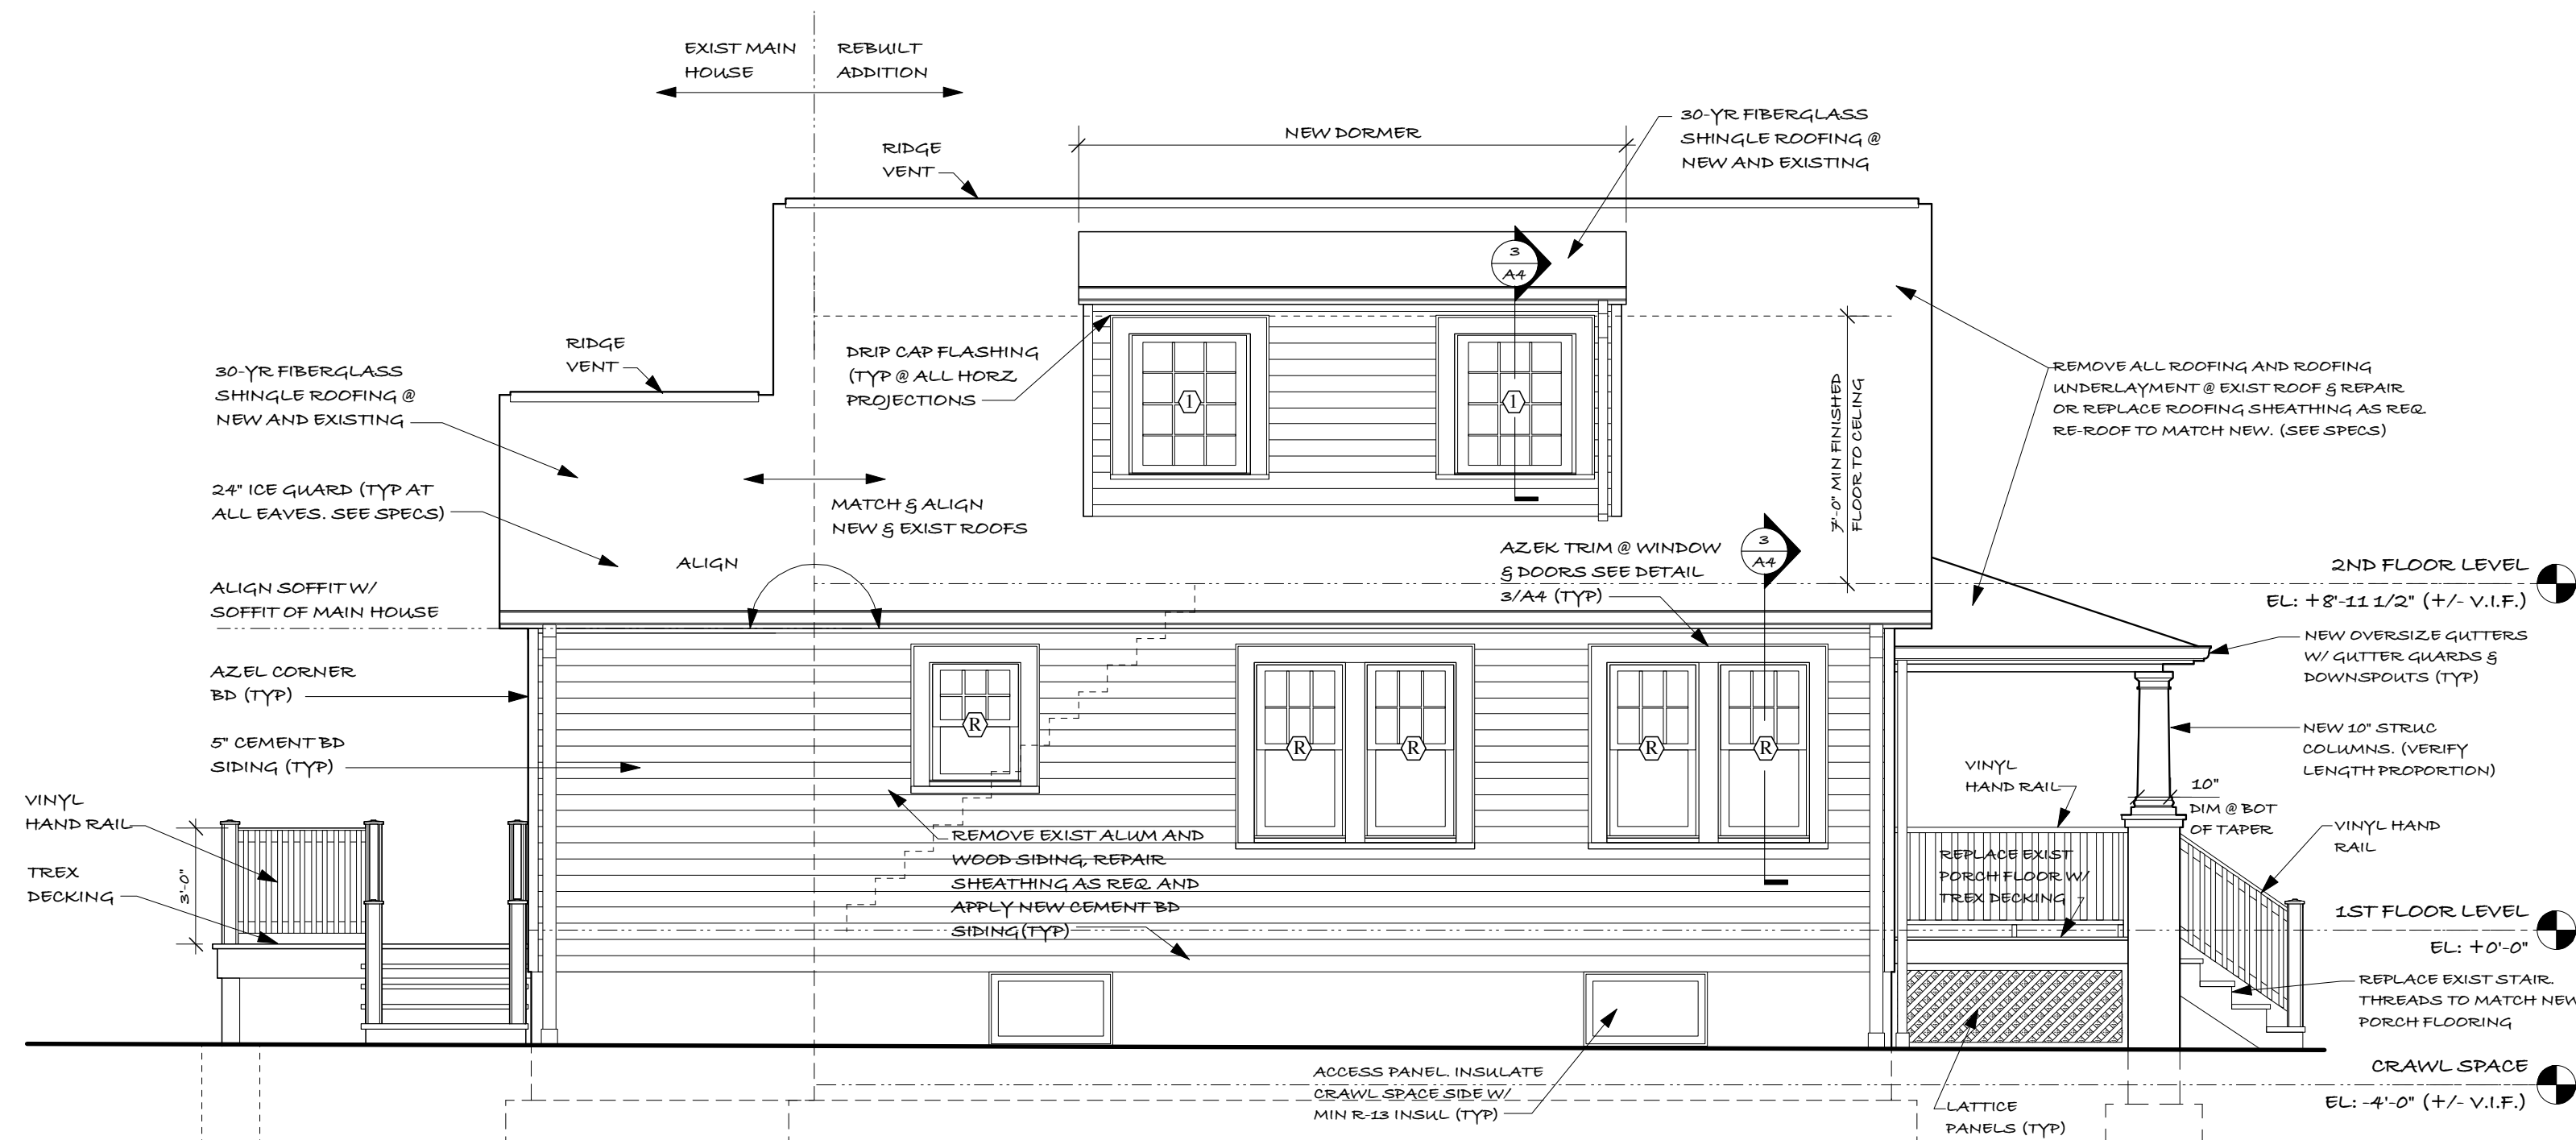 EXIST MAIN
HOUSE
REBUILT
ADDITION
RIDGE
VENT
NEW DORMER
30-YR FIBERGLASS
SHINGLE ROOFING @
NEW AND EXISTING
3
A4
RIDGE
VENT
30-YR FIBERGLASS
SHINGLE ROOFING @
NEW AND EXISTING
DRIP CAP FLASHING
(TYP @ ALL HORZ
PROJECTIONS
1
1
7'-0" MIN FINISHED
FLOOR TO CELING
REMOVE ALL ROOFING AND ROOFING
UNDERLAYMENT @ EXIST ROOF & REPAIR
OR REPLACE ROOFING SHEATHING AS REQ.
RE-ROOF TO MATCH NEW. (SEE SPECS)
24" ICE GUARD (TYP AT
ALL EAVES. SEE SPECS)
MATCH & ALIGN
NEW & EXIST ROOFS
ALIGN
AZEK TRIM @ WINDOW
& DOORS SEE DETAIL
3/A4 (TYP)
3
A4
2ND FLOOR LEVEL
EL: +8'-11 1/2" (+/- V.I.F.)
ALIGN SOFFIT W/
SOFFIT OF MAIN HOUSE
NEW OVERSIZE GUTTERS
W/ GUTTER GUARDS &
DOWNSPOUTS (TYP)
AZEL CORNER
BD (TYP)
5" CEMENT BD
SIDING (TYP)
R
R
R
R
R
NEW 10" STRUC
COLUMNS. (VERIFY
LENGTH PROPORTION)
VINYL
HAND RAIL
10"
DIM @ BOT
OF TAPER
VINYL HAND
RAIL
VINYL
HAND RAIL
TREX
DECKING
3'-0"
REMOVE EXIST ALUM AND
WOOD SIDING, REPAIR
SHEATHING AS REQ. AND
APPLY NEW CEMENT BD
SIDING (TYP)
REPLACE EXIST
PORCH FLOOR W/
TREX DECKING
1ST FLOOR LEVEL
EL: +0'-0"
REPLACE EXIST STAIR.
THREADS TO MATCH NEW
PORCH FLOORING
ACCESS PANEL. INSULATE
CRAWL SPACE SIDE W/
MIN R-13 INSUL (TYP)
LATTICE
PANELS (TYP)
CRAWL SPACE
EL: -4'-0" (+/- V.I.F.)